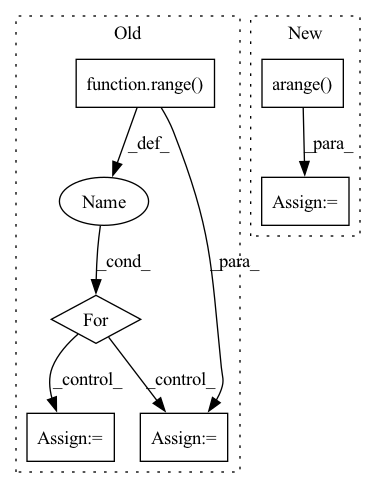 Old
New
function.range()
arange()
_def_
_para_
Name
Assign:=
_cond_
_para_
For
_control_
_control_
Assign:=
Assign:=